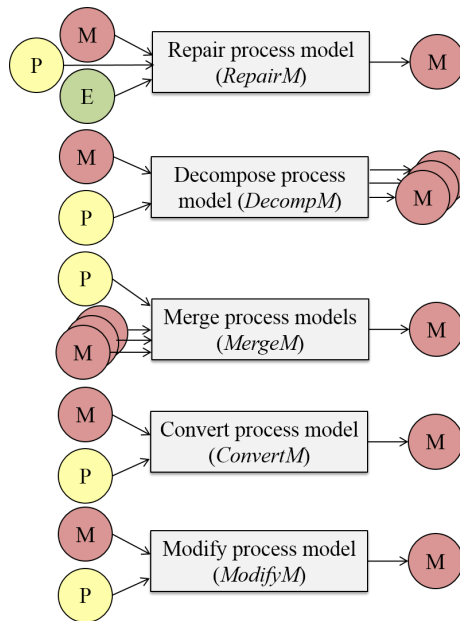 M
P
E
Repair process model
(RepairM)
M
M
P
Decompose process
model (DecompM)
M
P
M
Merge process models
(MergeM)
M
M
P
Convert process model
(ConvertM)
M
M
P
Modify process model
(ModifyM)
M